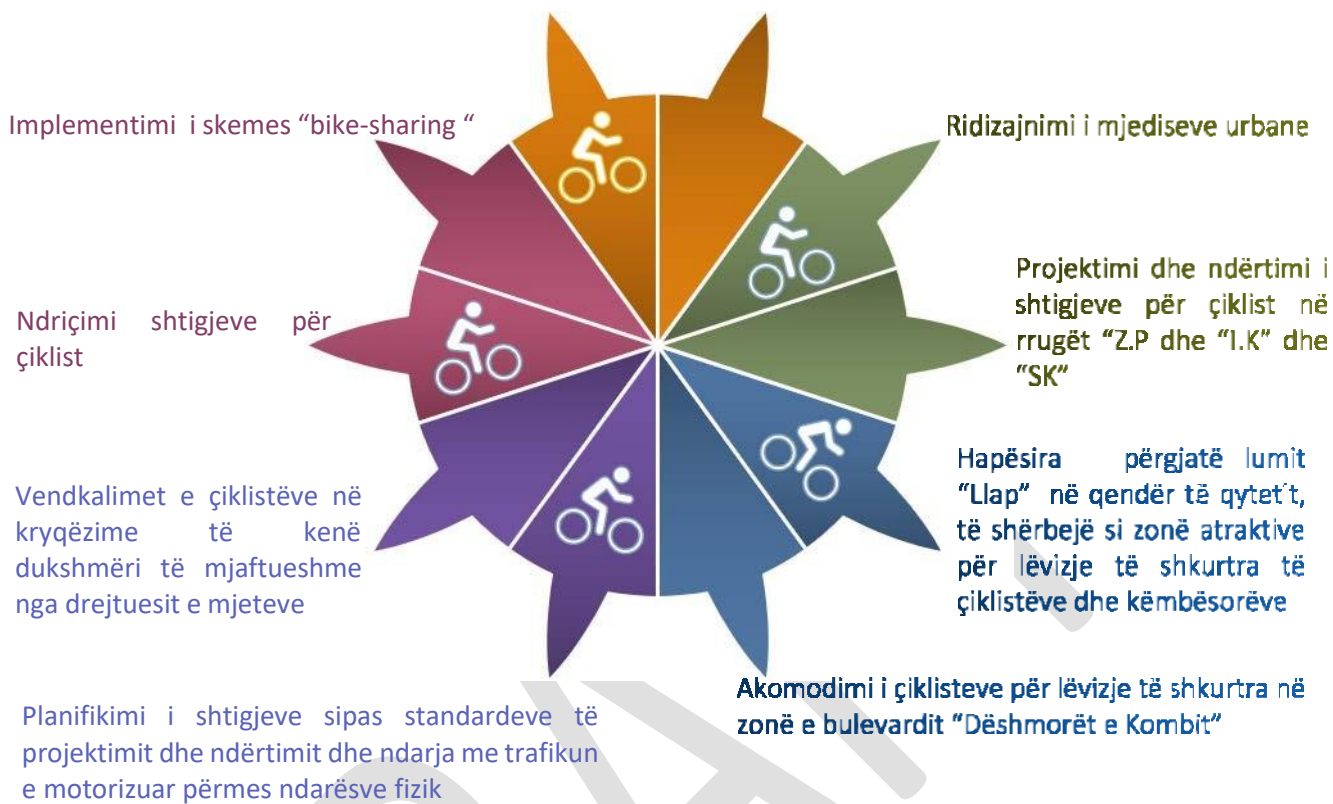 Implementimi i skemes “bike-sharing “
Ndriçimi shtigjeve për
çiklist
Vendkalimet e çiklistëve në
kryqëzime të kenë
dukshmëri të mjaftueshme
nga drejtuesit e mjeteve
Planifikimi i shtigjeve sipas standardeve të
projektimit dhe ndërtimit dhe ndarja me trafikun
e motorizuar përmes ndarësve fizik
Ridizajnimi i mjediseve urbane
Projektimi dhe ndërtimi i
shtigjeve për çiklist në
rrugët “Z.P dhe “I.K” dhe
“SK”
Hapësira përgjatë lumit
“Llap” në qendër të qytetit,
të shërbejë si zonë atraktive
për lëvizje të shkurtra të
çiklistëve dhe këmbësorëve
Akomodimi i çiklisteve për lëvizje të shkurtra në
zonë e bulevardit “Dëshmorët e Kombit”